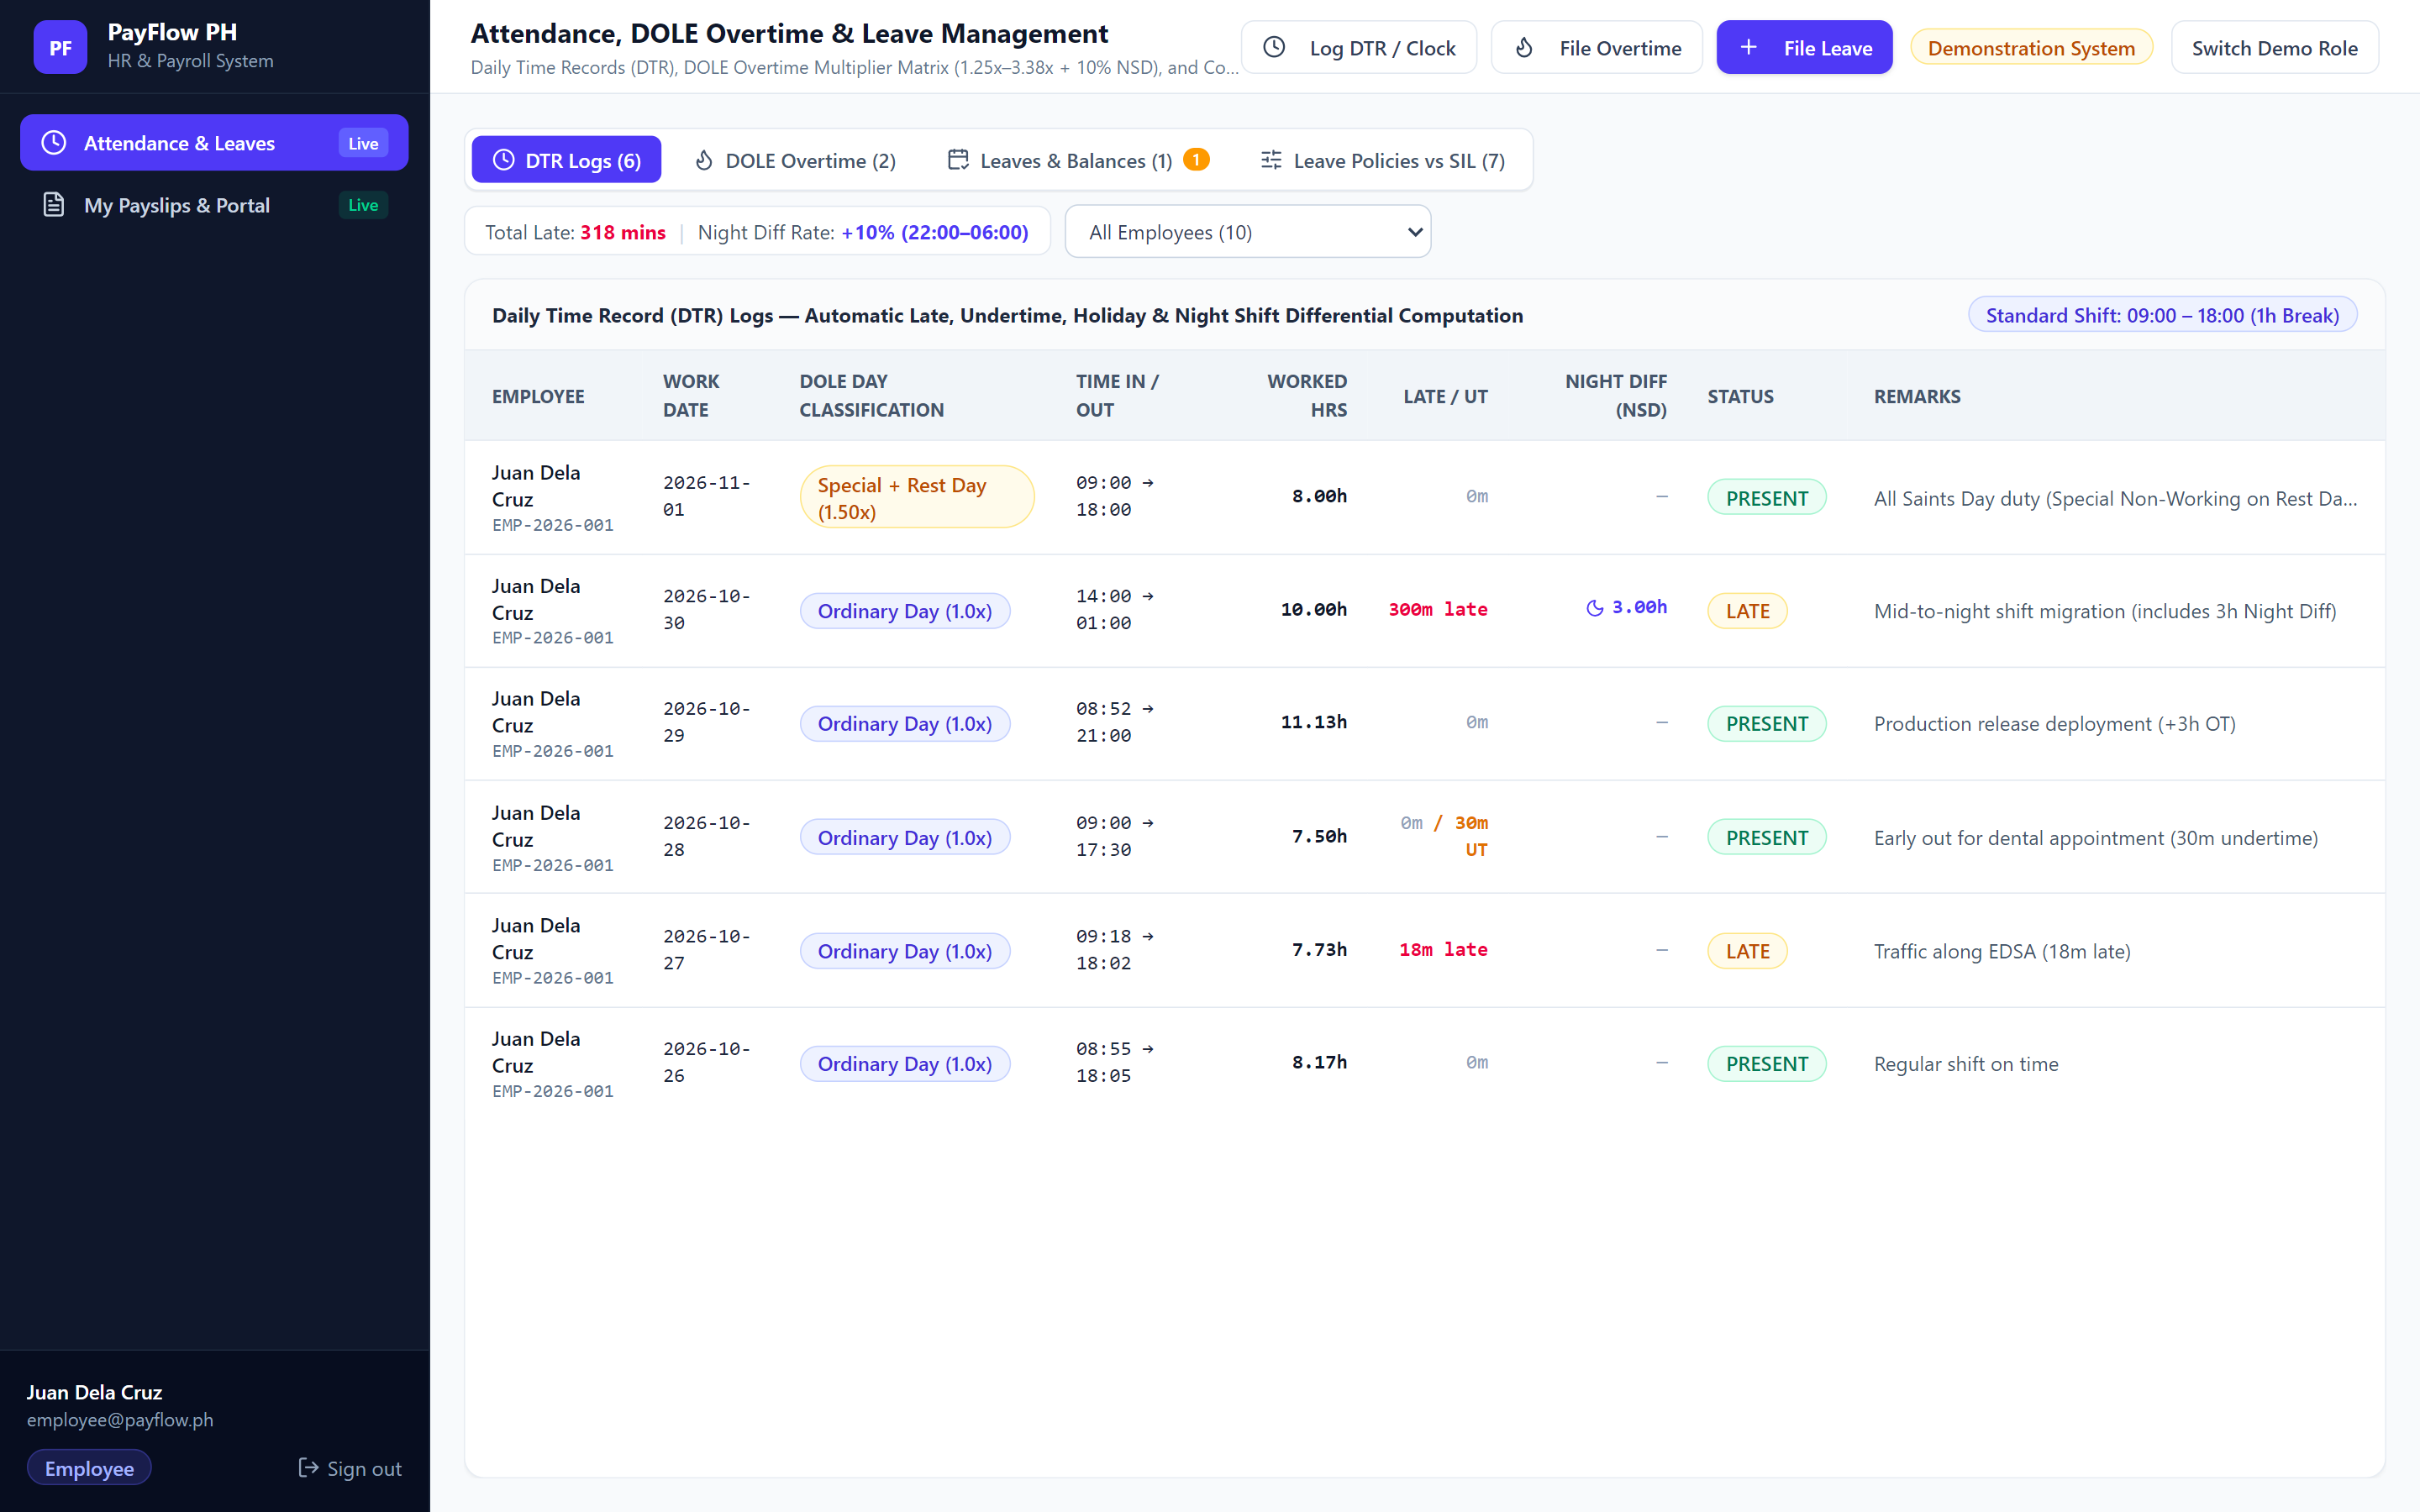 PF
PayFlow PH
HR & Payroll System
Attendance & Leaves
Live
My Payslips & Portal
Live
Juan Dela Cruz
employee@payflow.ph
Employee
Sign out
Attendance, DOLE Overtime & Leave Management
Daily Time Records (DTR), DOLE Overtime Multiplier Matrix (1.25x–3.38x + 10% NSD), and Co...
Log DTR / Clock
File Overtime
File Leave
Demonstration System
Switch Demo Role
DTR Logs (6)
DOLE Overtime (2)
Leaves & Balances (1) 1
Leave Policies vs SIL (7)
Total Late: 318 mins | Night Diff Rate: +10% (22:00–06:00)
All Employees (10)
Daily Time Record (DTR) Logs — Automatic Late, Undertime, Holiday & Night Shift Differential Computation
Standard Shift: 09:00 – 18:00 (1h Break)
EMPLOYEE
WORK
DATE
DOLE DAY
CLASSIFICATION
TIME IN /
OUT
WORKED
HRS
LATE / UT
NIGHT DIFF
(NSD)
STATUS
REMARKS
Juan Dela
Cruz
EMP-2026-001
2026-11-
01
Special + Rest Day
(1.50x)
09:00 →
18:00
8.00h
0m
—
PRESENT
All Saints Day duty (Special Non-Working on Rest Da...
Juan Dela
Cruz
EMP-2026-001
2026-10-
30
Ordinary Day (1.0x)
14:00 →
01:00
10.00h
300m late
3.00h
LATE
Mid-to-night shift migration (includes 3h Night Diff)
Juan Dela
Cruz
EMP-2026-001
2026-10-
29
Ordinary Day (1.0x)
08:52 →
21:00
11.13h
0m
—
PRESENT
Production release deployment (+3h OT)
Juan Dela
Cruz
EMP-2026-001
2026-10-
28
Ordinary Day (1.0x)
09:00 →
17:30
7.50h
0m / 30m
UT
—
PRESENT
Early out for dental appointment (30m undertime)
Juan Dela
Cruz
EMP-2026-001
2026-10-
27
Ordinary Day (1.0x)
09:18 →
18:02
7.73h
18m late
—
LATE
Traffic along EDSA (18m late)
Juan Dela
Cruz
EMP-2026-001
2026-10-
26
Ordinary Day (1.0x)
08:55 →
18:05
8.17h
0m
—
PRESENT
Regular shift on time